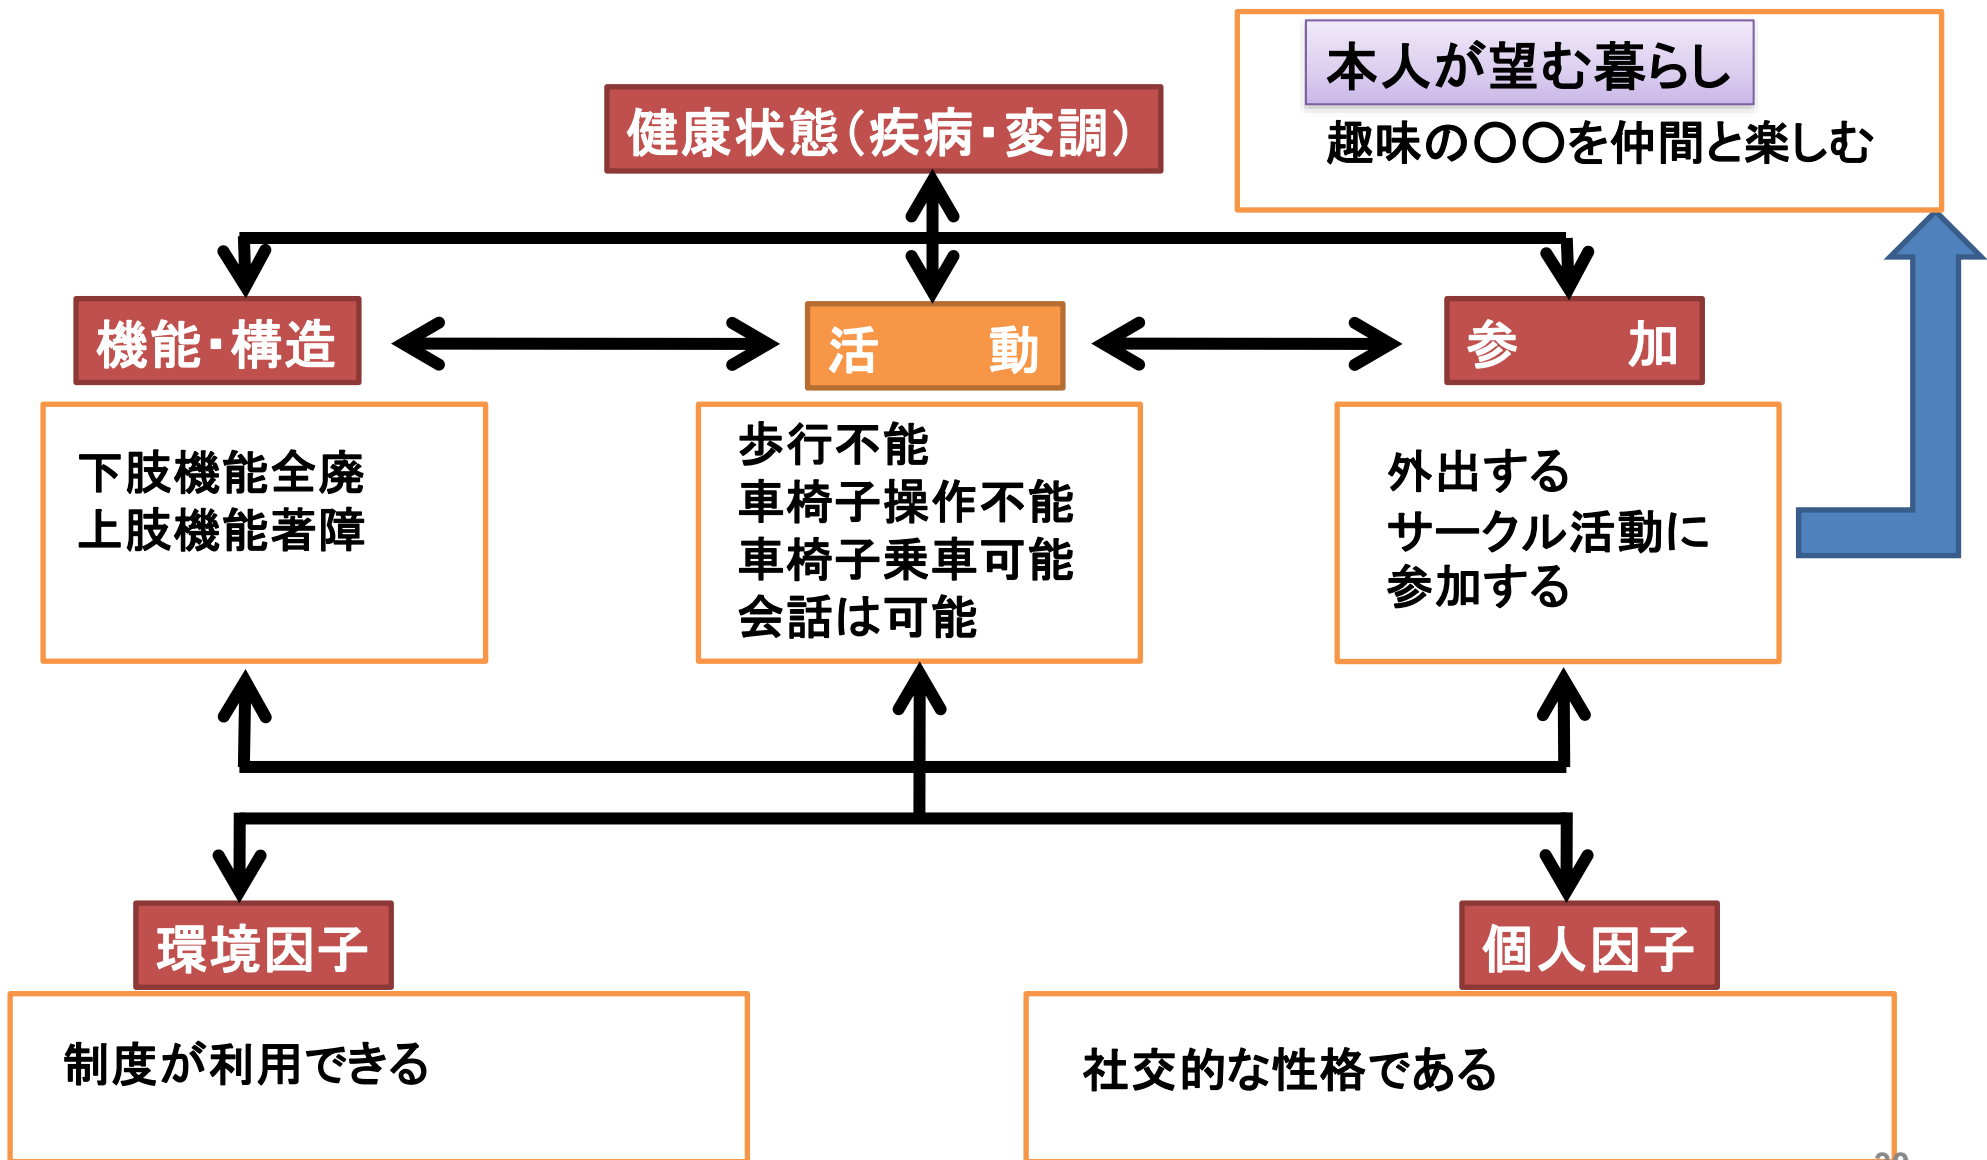 本人が望む暮らし
趣味の〇〇を仲間と楽しむ
健康状態（疾病・変調）
機能・構造
活 動
参 加
下肢機能全廃
上肢機能著障
歩行不能
車椅子操作不能
車椅子乗車可能
会話は可能
外出する
サークル活動に
参加する
環境因子
個人因子
制度が利用できる
社交的な性格である